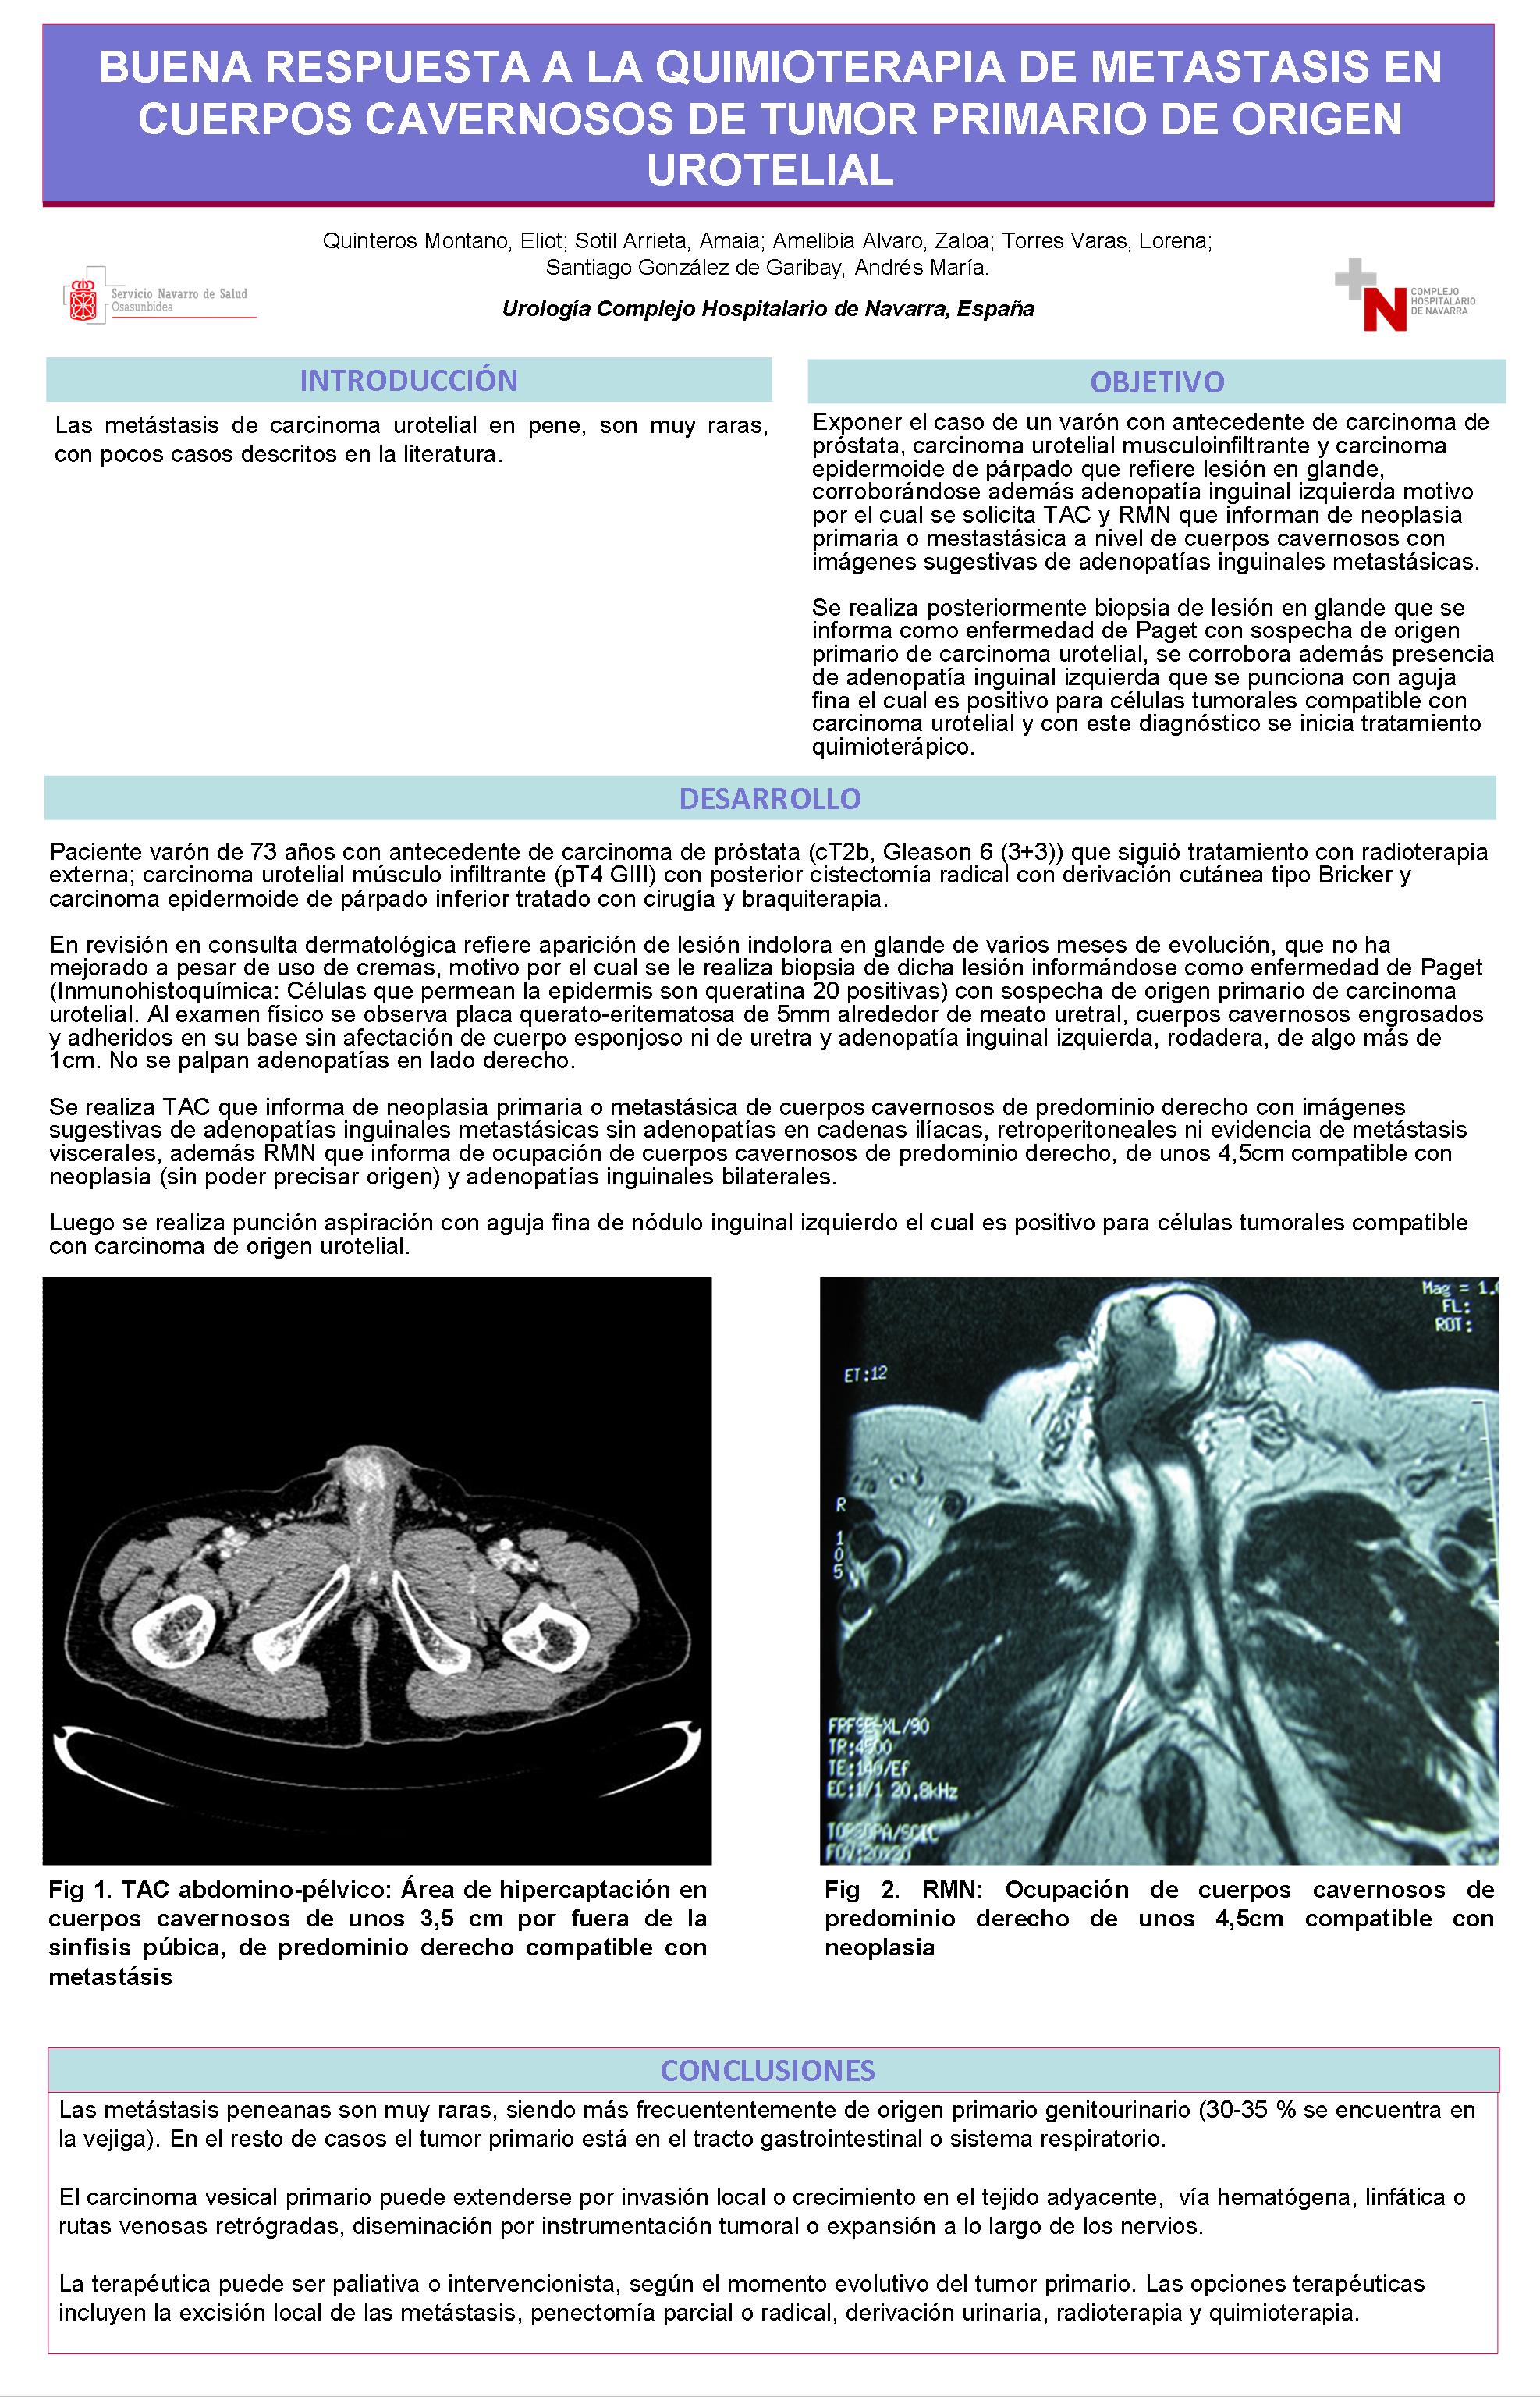 BUENA RESPUESTA A LA QUIMIOTERAPIA DE METASTASIS EN
CUERPOS CAVERNOSOS DE TUMOR PRIMARIO DE ORIGEN
UROTELIAL
Quinteros Montano, Eliot; Sotil Arrieta, Amaia; Amelibia Alvaro, Zaloa; Torres Varas, Lorena;
Santiago González de Garibay, Andrés María.
Urología Complejo Hospitalario de Navarra, España
Servicio Navarro de Salud
Osasunbidea
COMPLEJO
HOSPITALARIO
DE NAVARRA
N
INTRODUCCIÓN
Las metástasis de carcinoma urotelial en pene, son muy raras,
con pocos casos descritos en la literatura.
OBJETIVO
Exponer el caso de un varón con antecedente de carcinoma de
próstata, carcinoma urotelial musculoinfiltrante y carcinoma
epidermoide de párpado que refiere lesión en glande,
corroborándose además adenopatía inguinal izquierda motivo
por el cual se solicita TAC y RMN que informan de neoplasia
primaria o mestastásica a nivel de cuerpos cavernosos con
imágenes sugestivas de adenopatías inguinales metastásicas.
Se realiza posteriormente biopsia de lesión en glande que se
informa como enfermedad de Paget con sospecha de origen
primario de carcinoma urotelial, se corrobora además presencia
de adenopatía inguinal izquierda que se punciona con aguja
fina el cual es positivo para células tumorales compatible con
carcinoma urotelial y con este diagnóstico se inicia tratamiento
quimioterápico.
DESARROLLO
Paciente varón de 73 años con antecedente de carcinoma de próstata (cT2b, Gleason 6 (3+3)) que siguió tratamiento con radioterapia
externa; carcinoma urotelial músculo infiltrante (pT4 GIII) con posterior cistectomía radical con derivación cutánea tipo Bricker y
carcinoma epidermoide de párpado inferior tratado con cirugía y braquiterapia.
En revisión en consulta dermatológica refiere aparición de lesión indolora en glande de varios meses de evolución, que no ha
mejorado a pesar de uso de cremas, motivo por el cual se le realiza biopsia de dicha lesión informándose como enfermedad de Paget
(Inmunohistoquímica: Células que permean la epidermis son queratina 20 positivas) con sospecha de origen primario de carcinoma
urotelial. Al examen físico se observa placa querato-eritematosa de 5mm alrededor de meato uretral, cuerpos cavernosos engrosados
y adheridos en su base sin afectación de cuerpo esponjoso ni de uretra y adenopatía inguinal izquierda, rodadera, de algo más de
1cm. No se palpan adenopatías en lado derecho.
Se realiza TAC que informa de neoplasia primaria o metastásica de cuerpos cavernosos de predominio derecho con imágenes
sugestivas de adenopatías inguinales metastásicas sin adenopatías en cadenas ilíacas, retroperitoneales ni evidencia de metástasis
viscerales, además RMN que informa de ocupación de cuerpos cavernosos de predominio derecho, de unos 4,5cm compatible con
neoplasia (sin poder precisar origen) y adenopatías inguinales bilaterales.
Luego se realiza punción aspiración con aguja fina de nódulo inguinal izquierdo el cual es positivo para células tumorales compatible
con carcinoma de origen urotelial.
Mag = 1.
FL:
ROT:
ET:12
R
1
0
5
FRFSE-XL/90
TR:4500
TE:140/Ef
EC:1/1 20.8kHz
FOV:20x20
Fig 1. TAC abdomino-pélvico: Área de hipercaptación en
cuerpos cavernosos de unos 3,5 cm por fuera de la
sinfisis púbica, de predominio derecho compatible con
metastásis
Fig 2. RMN: Ocupación de cuerpos cavernosos de
predominio derecho de unos 4,5cm compatible con
neoplasia
CONCLUSIONES
Las metástasis peneanas son muy raras, siendo más frecuententemente de origen primario genitourinario (30-35 % se encuentra en
la vejiga). En el resto de casos el tumor primario está en el tracto gastrointestinal o sistema respiratorio.
El carcinoma vesical primario puede extenderse por invasión local o crecimiento en el tejido adyacente, vía hematógena, linfática o
rutas venosas retrógradas, diseminación por instrumentación tumoral o expansión a lo largo de los nervios.
La terapéutica puede ser paliativa o intervencionista, según el momento evolutivo del tumor primario. Las opciones terapéuticas
incluyen la excisión local de las metástasis, penectomía parcial o radical, derivación urinaria, radioterapia y quimioterapia.